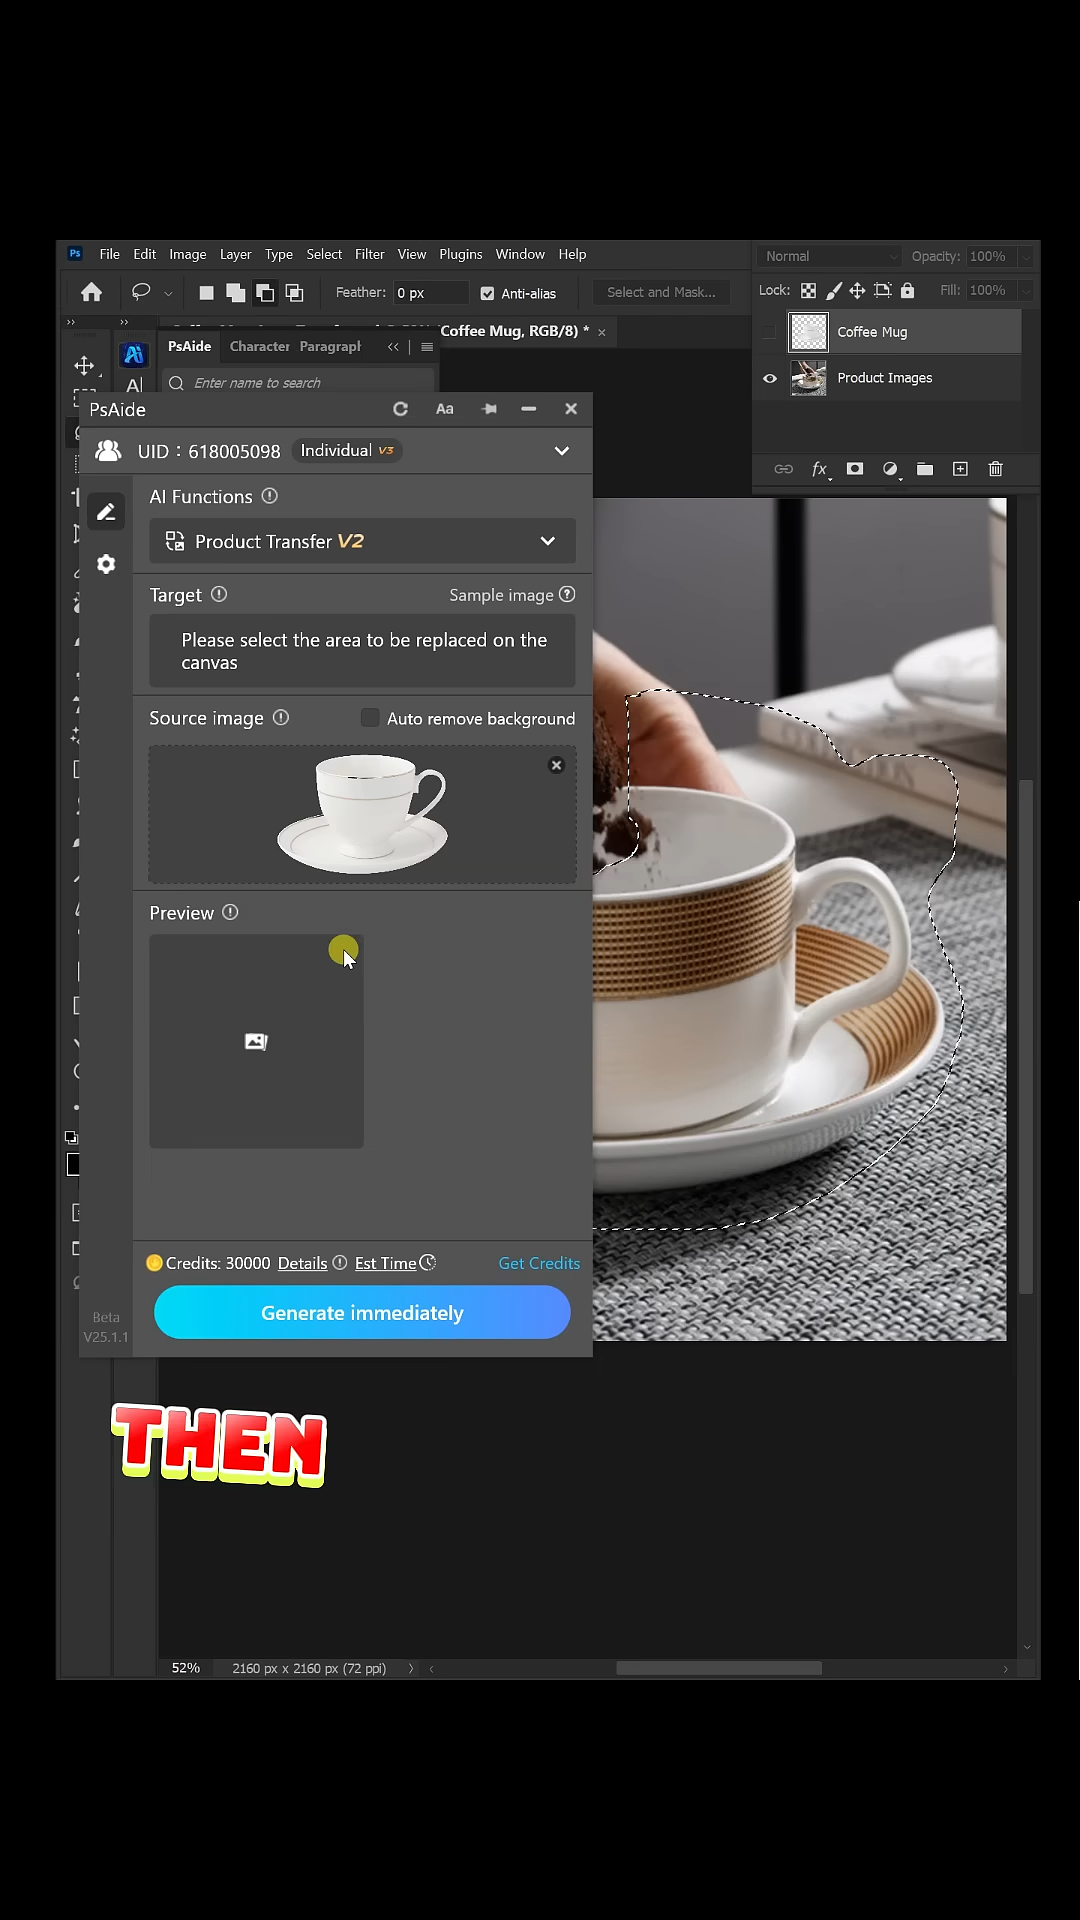 Ps File Edit Image Layer Type Select Filter View Plugins Window Help
Normal Opacity: 100%
Feather: 0 px Anti-alias Select and Mask...
Lock: Fill: 100%
Coffee Mug, RGB/8) * ×
Coffee Mug
PsAide Character Paragraph
Enter name to search
Product Images
PsAide Aa
UID：618005098 Individual V3
fx
AI Functions
Product Transfer V2
Target Sample image
Please select the area to be replaced on the
canvas
Source image Auto remove background
Preview
Credits: 30000 Details Est Time Get Credits
Generate immediately
Beta
V25.1.1
THEN
52% 2160 px x 2160 px (72 ppi)